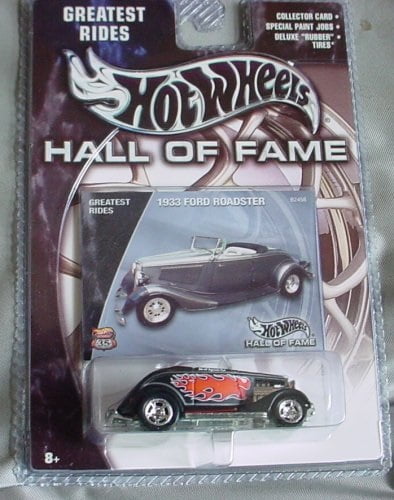 GREATEST
RIDES
COLLECTOR CARD •
SPECIAL PAINT JOBS •
DELUXE "RUBBER" •
TIRES*
Hot Wheels
HALL OF FAME
GREATEST
RIDES
1933 FORD ROADSTER
B2458
35
Hot Wheels
HALL OF FAME
8+